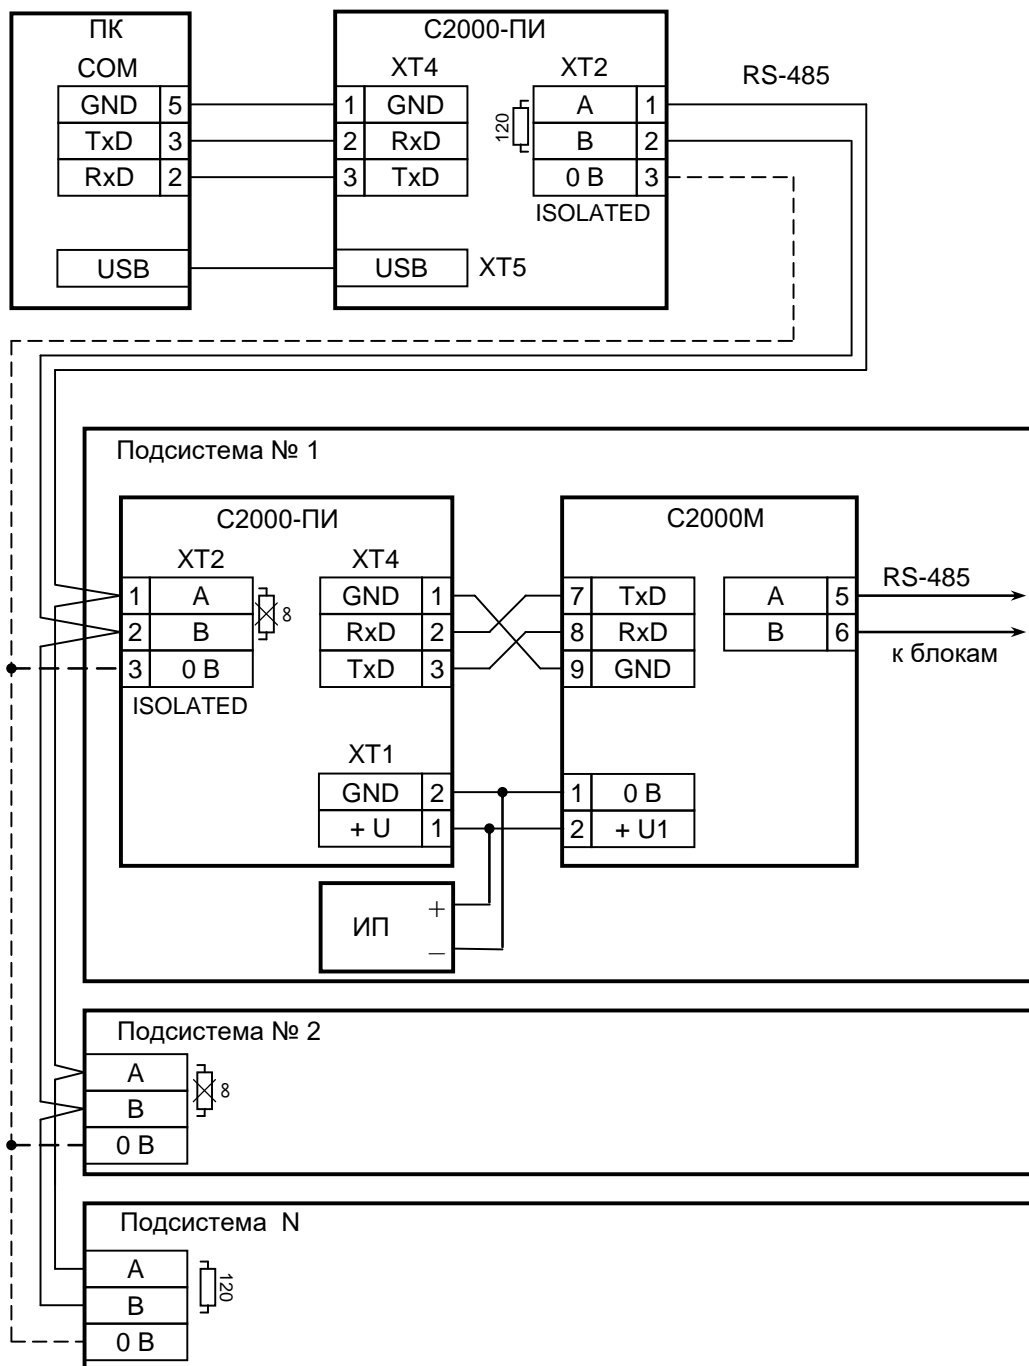 ПК
COM
GND 5
TxD 3
RxD 2
USB
С2000-ПИ
XT4
1 GND
2 RxD
3 TxD
USB XT5
120
XT2
A 1
B 2
0 В 3
ISOLATED
RS-485
Подсистема № 1
С2000-ПИ
XT2
1 A
2 B
3 0 В
ISOLATED
∞
XT4
GND 1
RxD 2
TxD 3
XT1
GND 2
+ U 1
С2000М
7 TxD
8 RxD
9 GND
A 5
B 6
1 0 В
2 + U1
RS-485
к блокам
ИП
+
–
Подсистема № 2
A
B
0 В
∞
Подсистема N
A
B
0 В
120